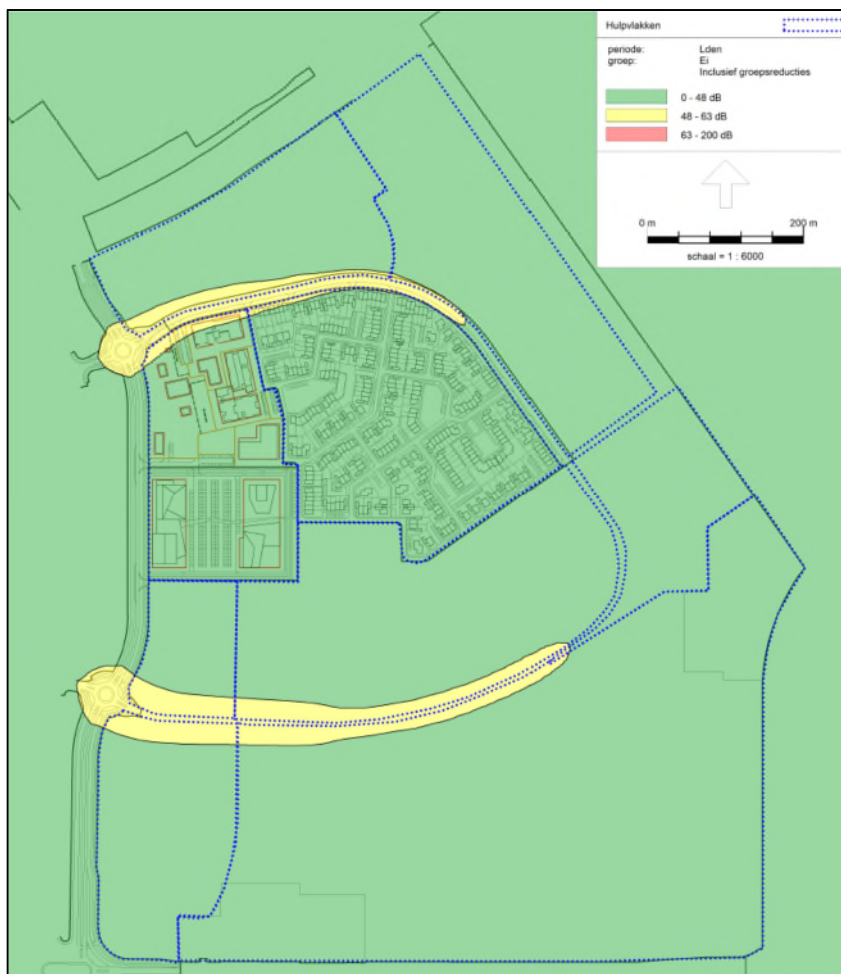 Hulpvlakken
periode: Lden
groep: Ei
Inclusief groepsreducties
0 - 48 dB
48 - 63 dB
63 - 200 dB
0 m 200 m
schaal = 1 : 6000